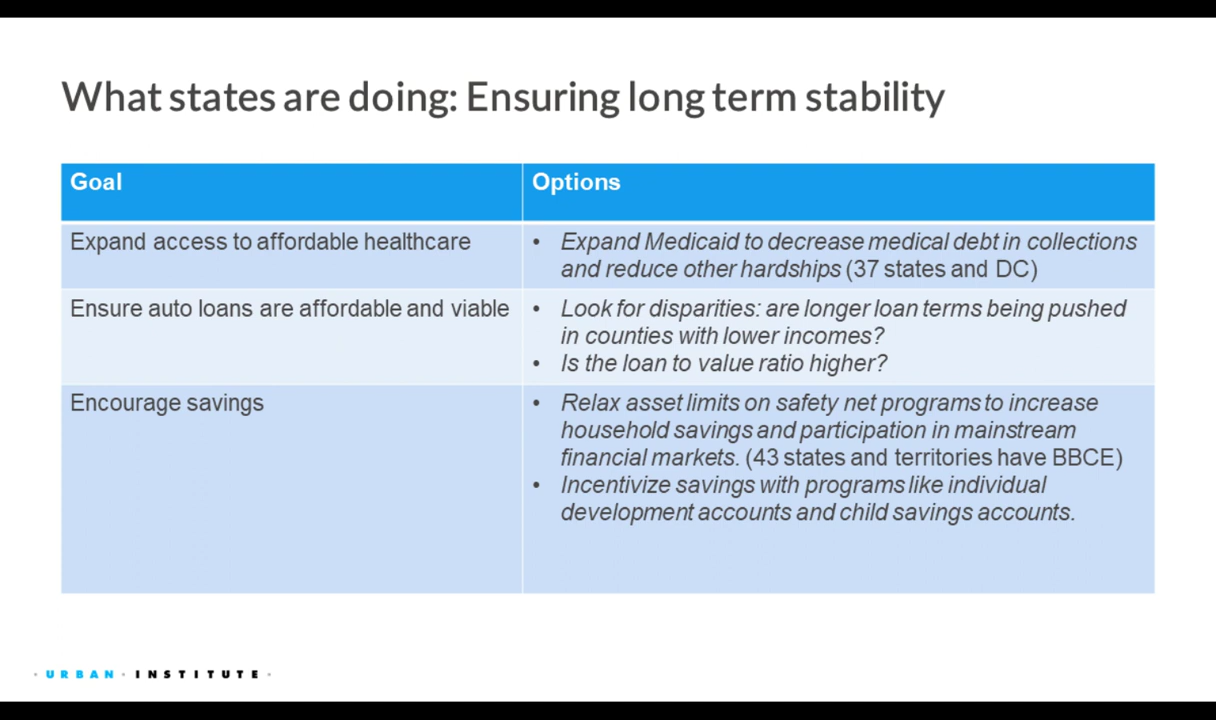 What states are doing: Ensuring long term stability
Goal
Options
Expand access to affordable healthcare
• Expand Medicaid to decrease medical debt in collections
and reduce other hardships (37 states and DC)
Ensure auto loans are affordable and viable
• Look for disparities: are longer loan terms being pushed
in counties with lower incomes?
• Is the loan to value ratio higher?
Encourage savings
• Relax asset limits on safety net programs to increase
household savings and participation in mainstream
financial markets. (43 states and territories have BBCE)
• Incentivize savings with programs like individual
development accounts and child savings accounts.
· URBAN · INSTITUTE ·